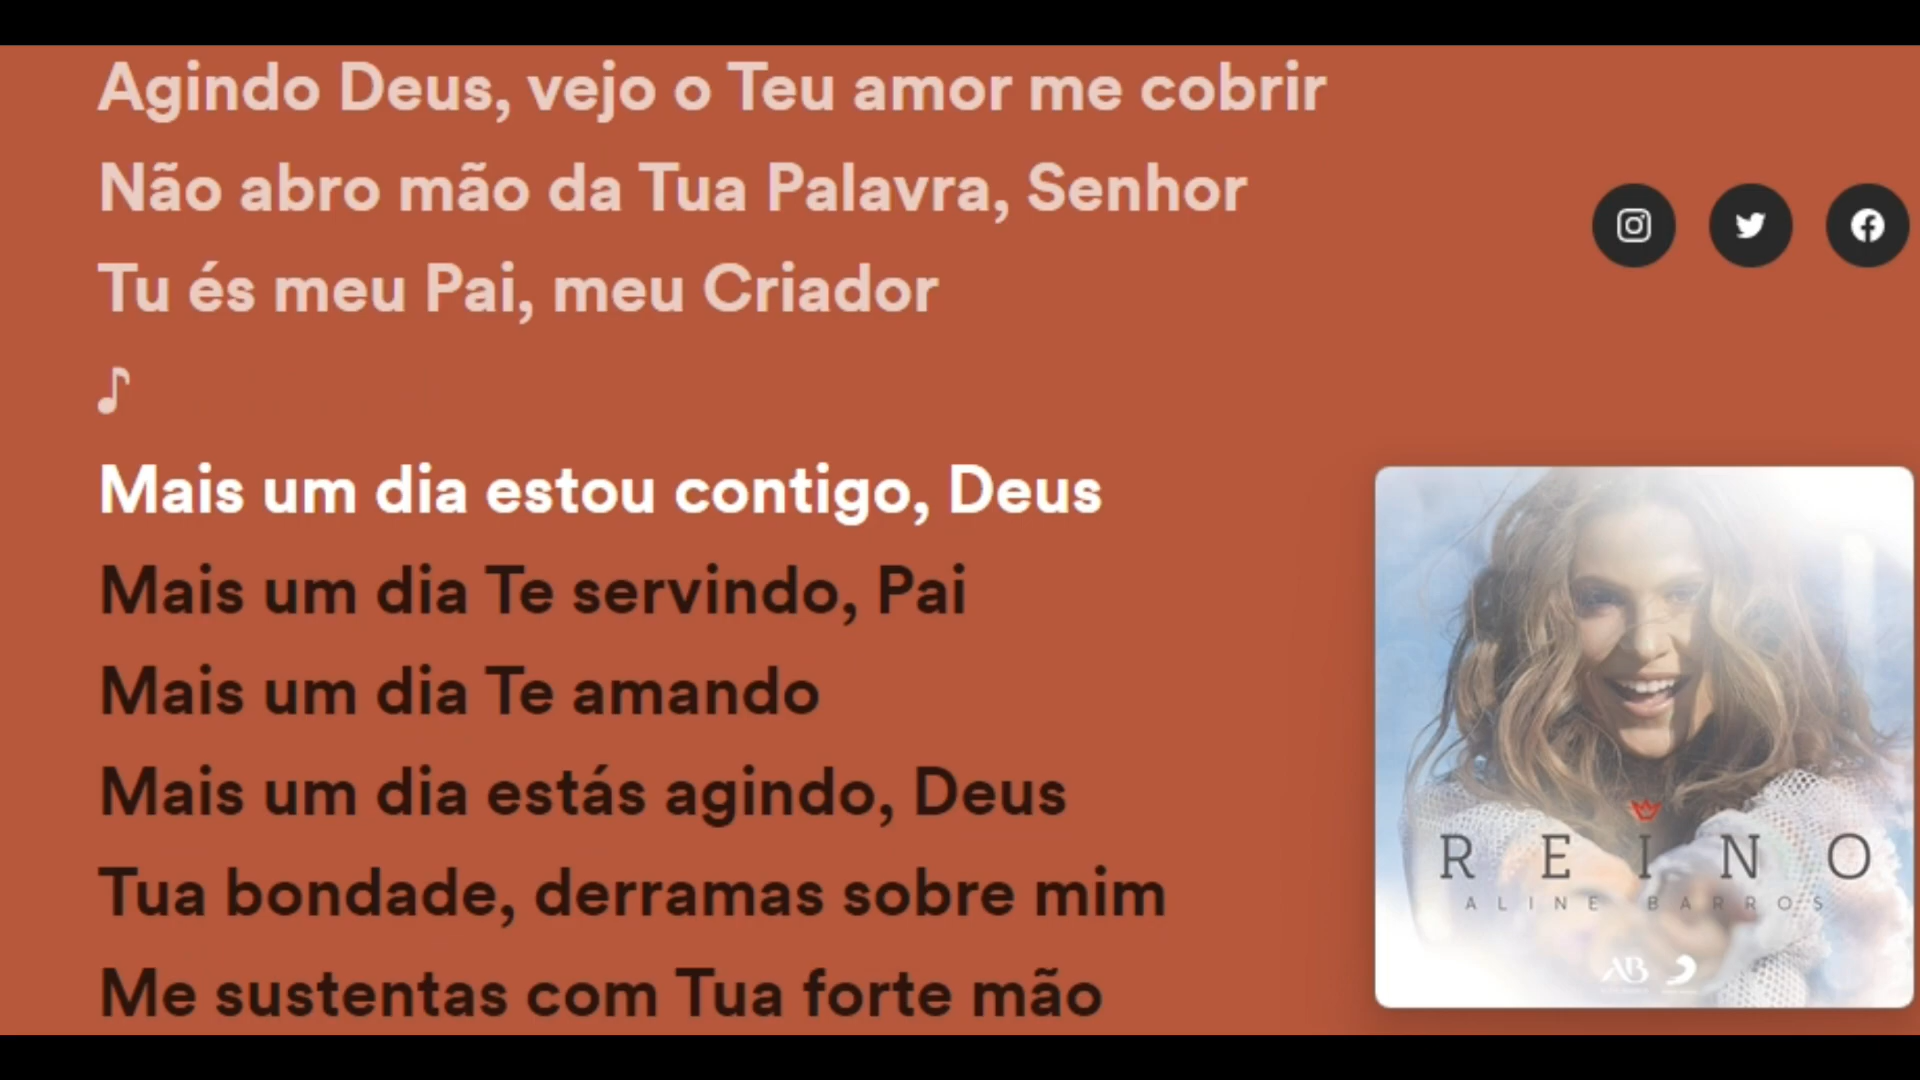 Agindo Deus, vejo o Teu amor me cobrir
Não abro mão da Tua Palavra, Senhor
Tu és meu Pai, meu Criador
♪
Mais um dia estou contigo, Deus
Mais um dia Te servindo, Pai
Mais um dia Te amando
Mais um dia estás agindo, Deus
Tua bondade, derramas sobre mim
Me sustentas com Tua forte mão
REINO
ALINE BARROS
AB